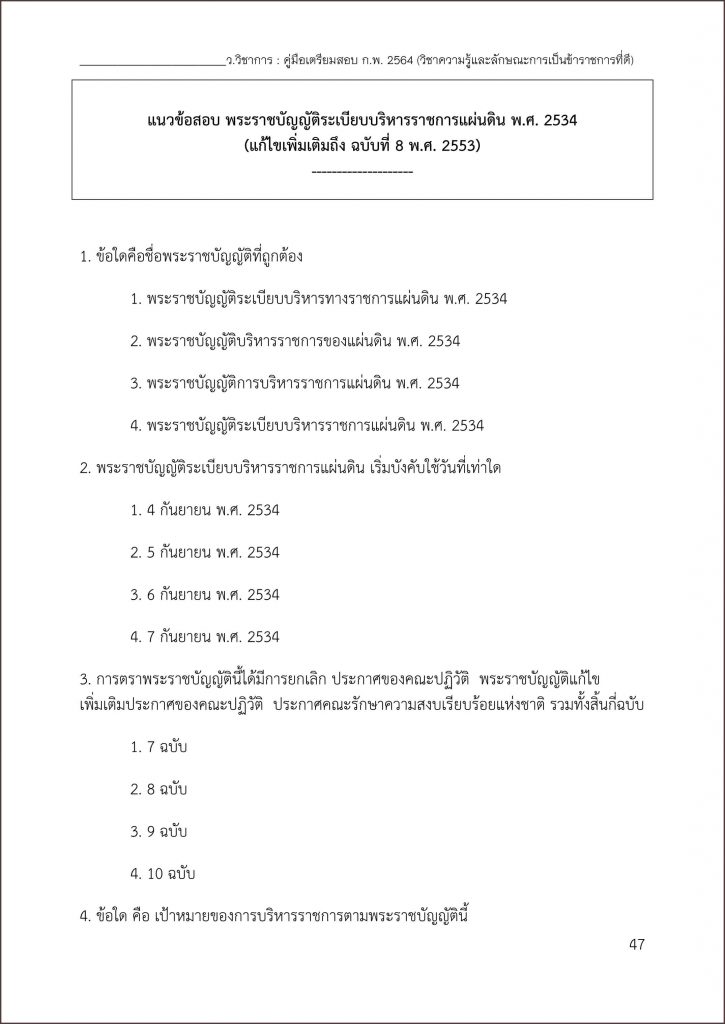 ว.วิชาการ : คู่มือเตรียมสอบ ก.พ. 2564 (วิชาความรู้และลักษณะการเป็นข้าราชการที่ดี)
แนวข้อสอบ พระราชบัญญัติระเบียบบริหารราชการแผ่นดิน พ.ศ. 2534
(แก้ไขเพิ่มเติมถึง ฉบับที่ 8 พ.ศ. 2553)
--------------------
1. ข้อใดคือชื่อพระราชบัญญัติที่ถูกต้อง
1. พระราชบัญญัติระเบียบบริหารทางราชการแผ่นดิน พ.ศ. 2534
2. พระราชบัญญัติบริหารราชการของแผ่นดิน พ.ศ. 2534
3. พระราชบัญญัติการบริหารราชการแผ่นดิน พ.ศ. 2534
4. พระราชบัญญัติระเบียบบริหารราชการแผ่นดิน พ.ศ. 2534
2. พระราชบัญญัติระเบียบบริหารราชการแผ่นดิน เริ่มบังคับใช้วันที่เท่าใด
1. 4 กันยายน พ.ศ. 2534
2. 5 กันยายน พ.ศ. 2534
3. 6 กันยายน พ.ศ. 2534
4. 7 กันยายน พ.ศ. 2534
3. การตราพระราชบัญญัตินี้ได้มีการยกเลิก ประกาศของคณะปฏิวัติ พระราชบัญญัติแก้ไข
เพิ่มเติมประกาศของคณะปฏิวัติ ประกาศคณะรักษาความสงบเรียบร้อยแห่งชาติ รวมทั้งสิ้นกี่ฉบับ
1. 7 ฉบับ
2. 8 ฉบับ
3. 9 ฉบับ
4. 10 ฉบับ
4. ข้อใด คือ เป้าหมายของการบริหารราชการตามพระราชบัญญัตินี้
47